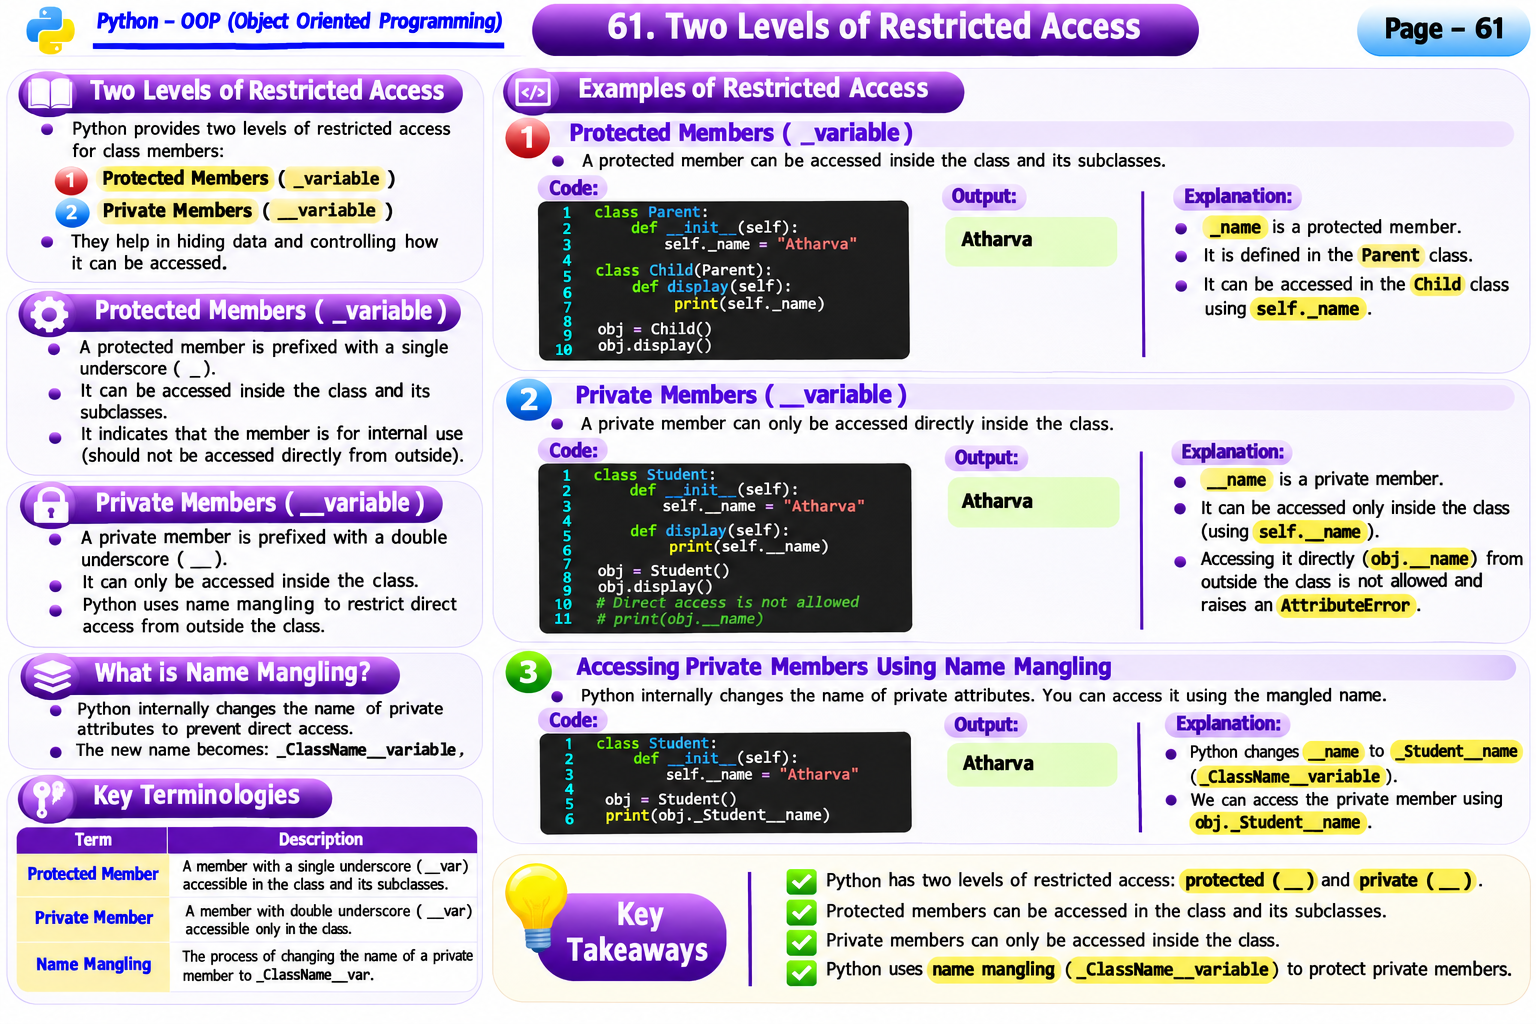 Python – OOP (Object Oriented Programming)
61. Two Levels of Restricted Access
Page – 61
Two Levels of Restricted Access
Python provides two levels of restricted access
for class members:
1 Protected Members ( _variable )
2 Private Members ( __variable )
They help in hiding data and controlling how
it can be accessed.
Protected Members ( _variable )
A protected member is prefixed with a single
underscore ( _ ).
It can be accessed inside the class and its
subclasses.
It indicates that the member is for internal use
(should not be accessed directly from outside).
Private Members ( __variable )
A private member is prefixed with a double
underscore ( __ ).
It can only be accessed inside the class.
Python uses name mangling to restrict direct
access from outside the class.
What is Name Mangling?
Python internally changes the name of private
attributes to prevent direct access.
The new name becomes: _ClassName__variable,
Key Terminologies
Term Description
Protected Member A member with a single underscore ( __var)
accessible in the class and its subclasses.
Private Member A member with double underscore ( __var)
accessible only in the class.
Name Mangling The process of changing the name of a private
member to _ClassName__var.
Examples of Restricted Access
1 Protected Members ( _variable )
A protected member can be accessed inside the class and its subclasses.
Code:
1 class Parent:
2 def __init__(self):
3 self._name = "Atharva"
4
5 class Child(Parent):
6 def display(self):
7 print(self._name)
8
9 obj = Child()
10 obj.display()
Output:
Atharva
Explanation:
_name is a protected member.
It is defined in the Parent class.
It can be accessed in the Child class
using self._name .
2 Private Members ( __variable )
A private member can only be accessed directly inside the class.
Code:
1 class Student:
2 def __init__(self):
3 self.__name = "Atharva"
4
5 def display(self):
6 print(self.__name)
7
8 obj = Student()
9 obj.display()
10 # Direct access is not allowed
11 # print(obj.__name)
Output:
Atharva
Explanation:
__name is a private member.
It can be accessed only inside the class
(using self.__name ).
Accessing it directly (obj.__name) from
outside the class is not allowed and
raises an AttributeError .
3 Accessing Private Members Using Name Mangling
Python internally changes the name of private attributes. You can access it using the mangled name.
Code:
1 class Student:
2 def __init__(self):
3 self.__name = "Atharva"
4
5 obj = Student()
6 print(obj._Student__name)
Output:
Atharva
Explanation:
Python changes __name to _Student__name
(_ClassName__variable ).
We can access the private member using
obj._Student__name .
Key
Takeaways
Python has two levels of restricted access: protected ( __ ) and private ( __ ) .
Protected members can be accessed in the class and its subclasses.
Private members can only be accessed inside the class.
Python uses name mangling ( _ClassName__variable) to protect private members.